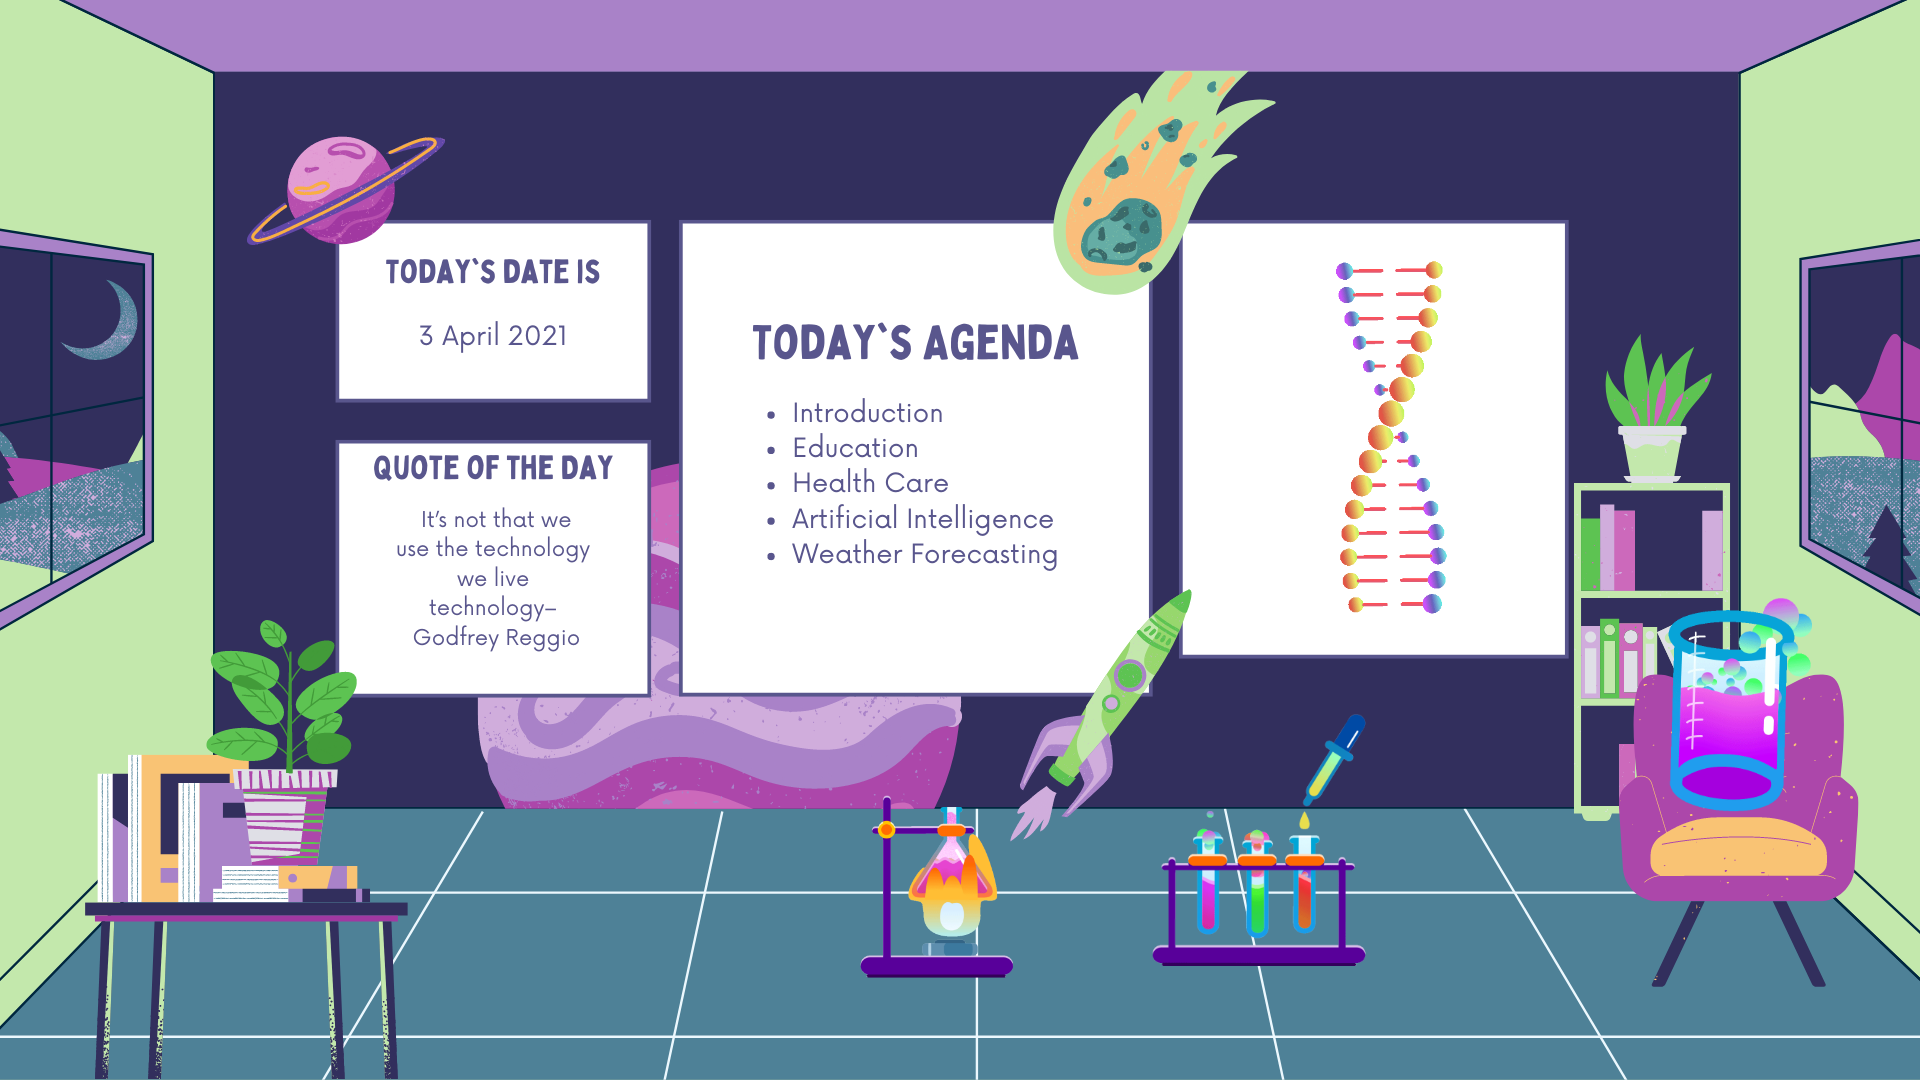 TODAY`S DATE IS
3 April 2021
QUOTE OF THE DAY
It’s not that we
use the technology
we live
technology–
Godfrey Reggio
TODAY`S AGENDA
• Introduction
• Education
• Health Care
• Artificial Intelligence
• Weather Forecasting